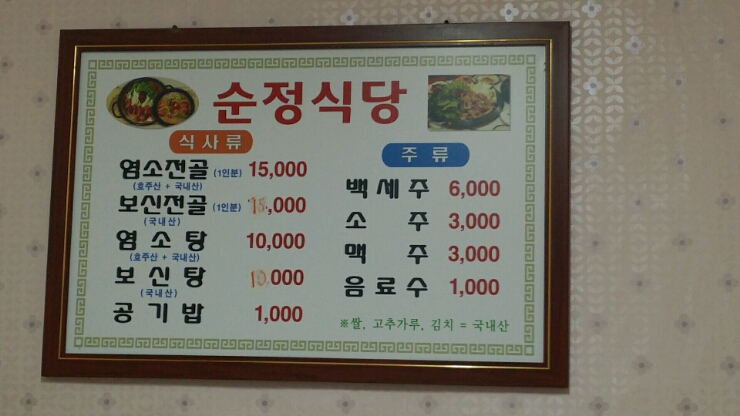 순정식당
식사류
염소전골 (1인분) 15,000
(호주산 + 국내산)
보신전골 (1인분) 15,000
(국내산)
염소탕 10,000
(호주산 + 국내산)
보신탕 10,000
(국내산)
공기밥 1,000
주류
백세주 6,000
소주 3,000
맥주 3,000
음료수 1,000
※쌀, 고추가루, 김치 = 국내산